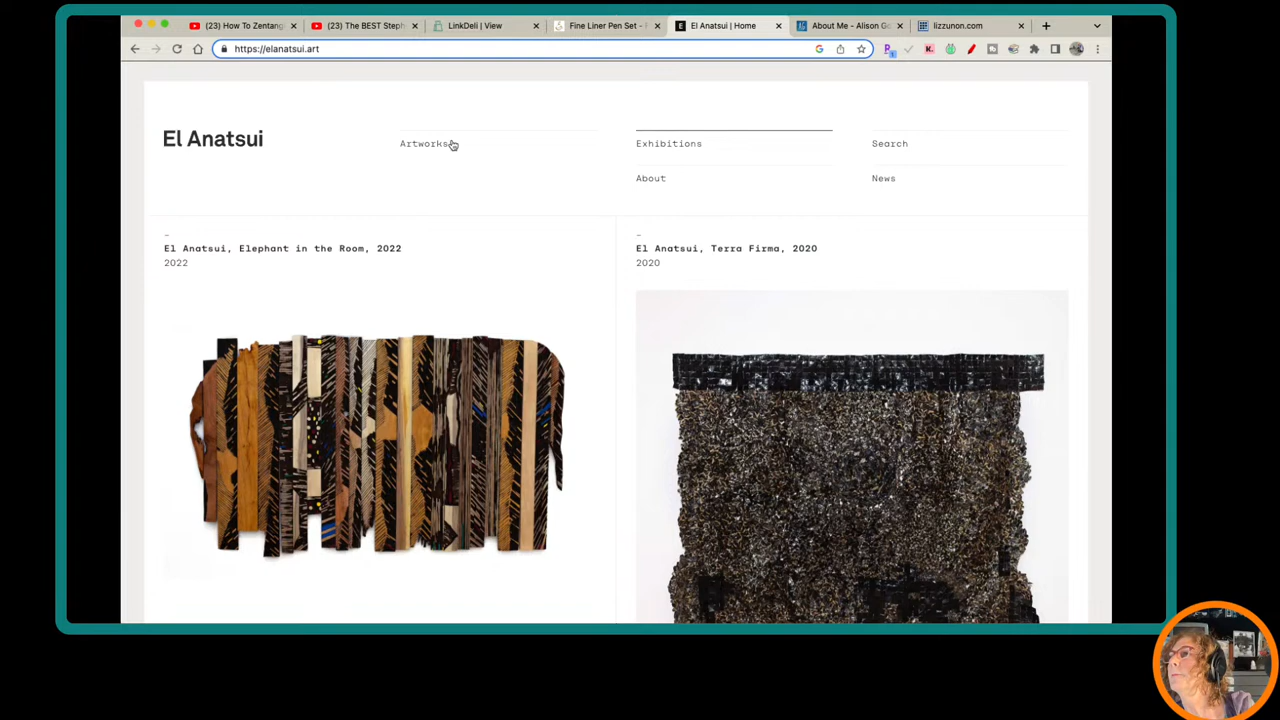 (23) How To Zentang
(23) The BEST Steph
LinkDeli | View
Fine Liner Pen Set -
El Anatsui | Home
About Me - Alison Go
lizzunon.com
https://elanatsui.art
El Anatsui
Artworks
Exhibitions
Search
About
News
El Anatsui, Elephant in the Room, 2022
2022
El Anatsui, Terra Firma, 2020
2020